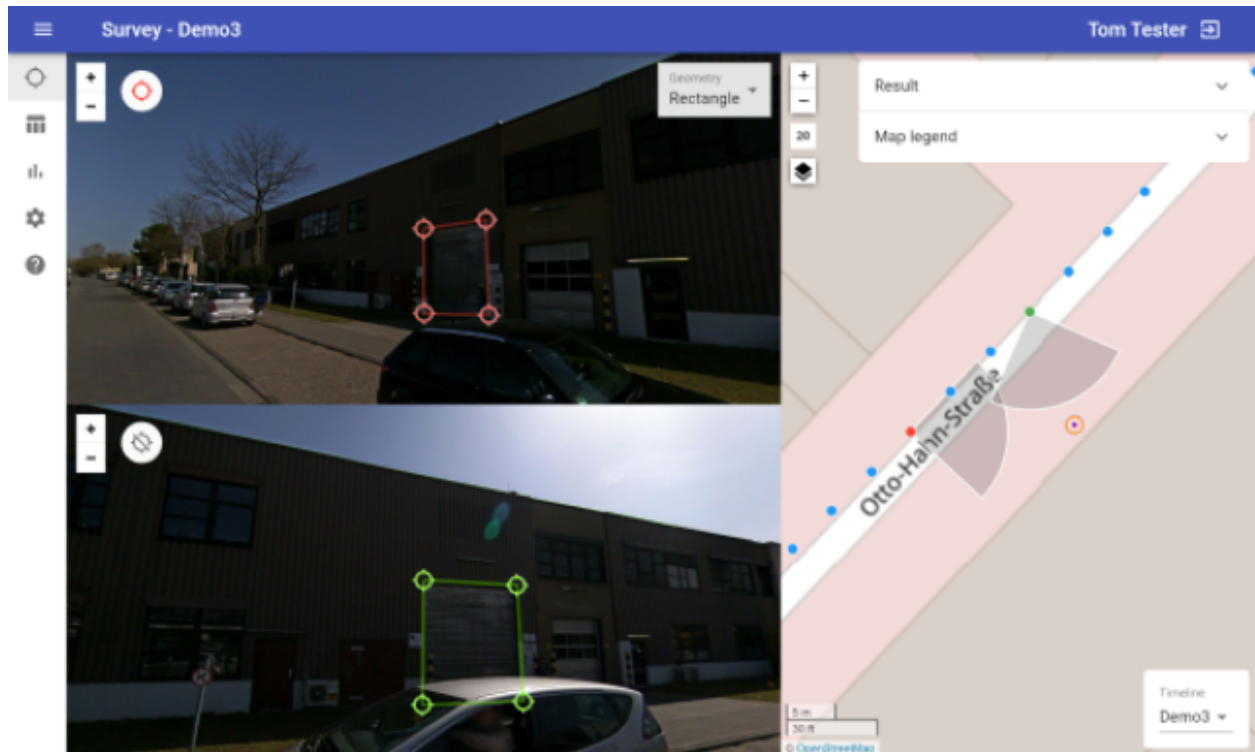 Survey - Demo3
Tom Tester
Geometry
Rectangle
Result
Map legend
20
Otto-Hahn-Straße
5 m
30 ft
© OpenStreetMap
Timeline
Demo3